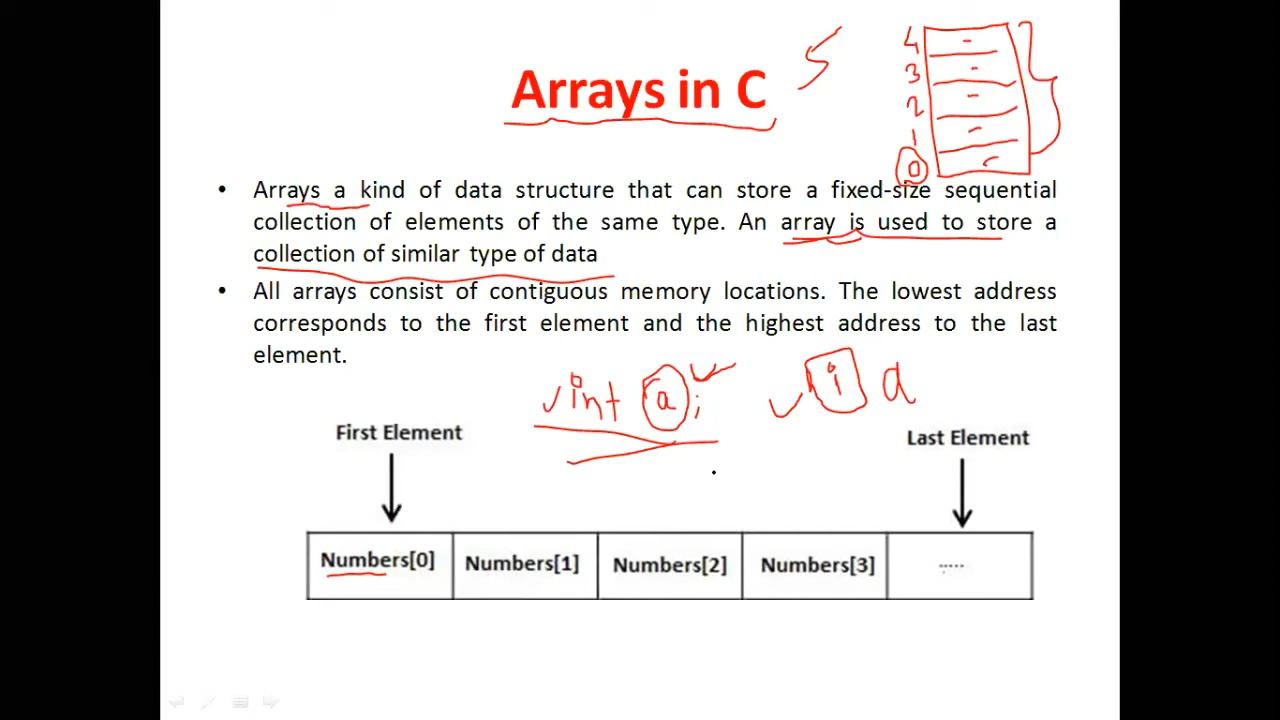 Arrays in C
5
4
3
2
1
0
• Arrays a kind of data structure that can store a fixed-size sequential
collection of elements of the same type. An array is used to store a
collection of similar type of data
• All arrays consist of contiguous memory locations. The lowest address
corresponds to the first element and the highest address to the last
element.
int a;
i a
First Element
Last Element
Numbers[0] Numbers[1] Numbers[2] Numbers[3] .....